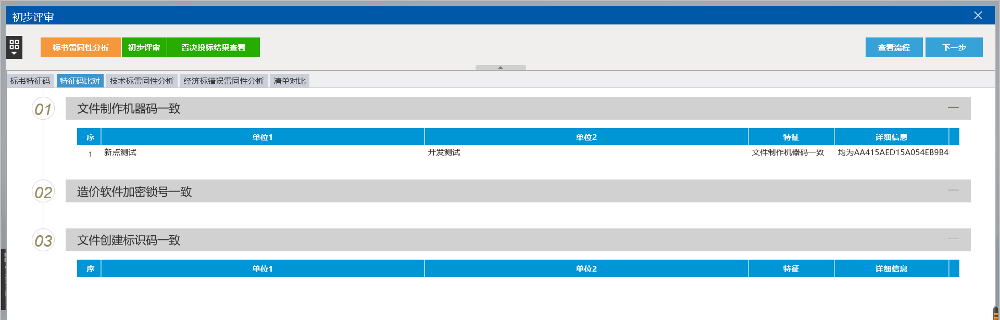 初步评审
标书雷同性分析 初步评审 否决投标结果查看 查看流程 下一步
标书特征码 特征码比对 技术标雷同性分析 经济标错误雷同性分析 清单对比
01 文件制作机器码一致
序 单位1 单位2 特征 详细信息
1 新点测试 开发测试 文件制作机器码一致 均为AA415AED15A054EB9B4
02 造价软件加密锁号一致
03 文件创建标识码一致
序 单位1 单位2 特征 详细信息